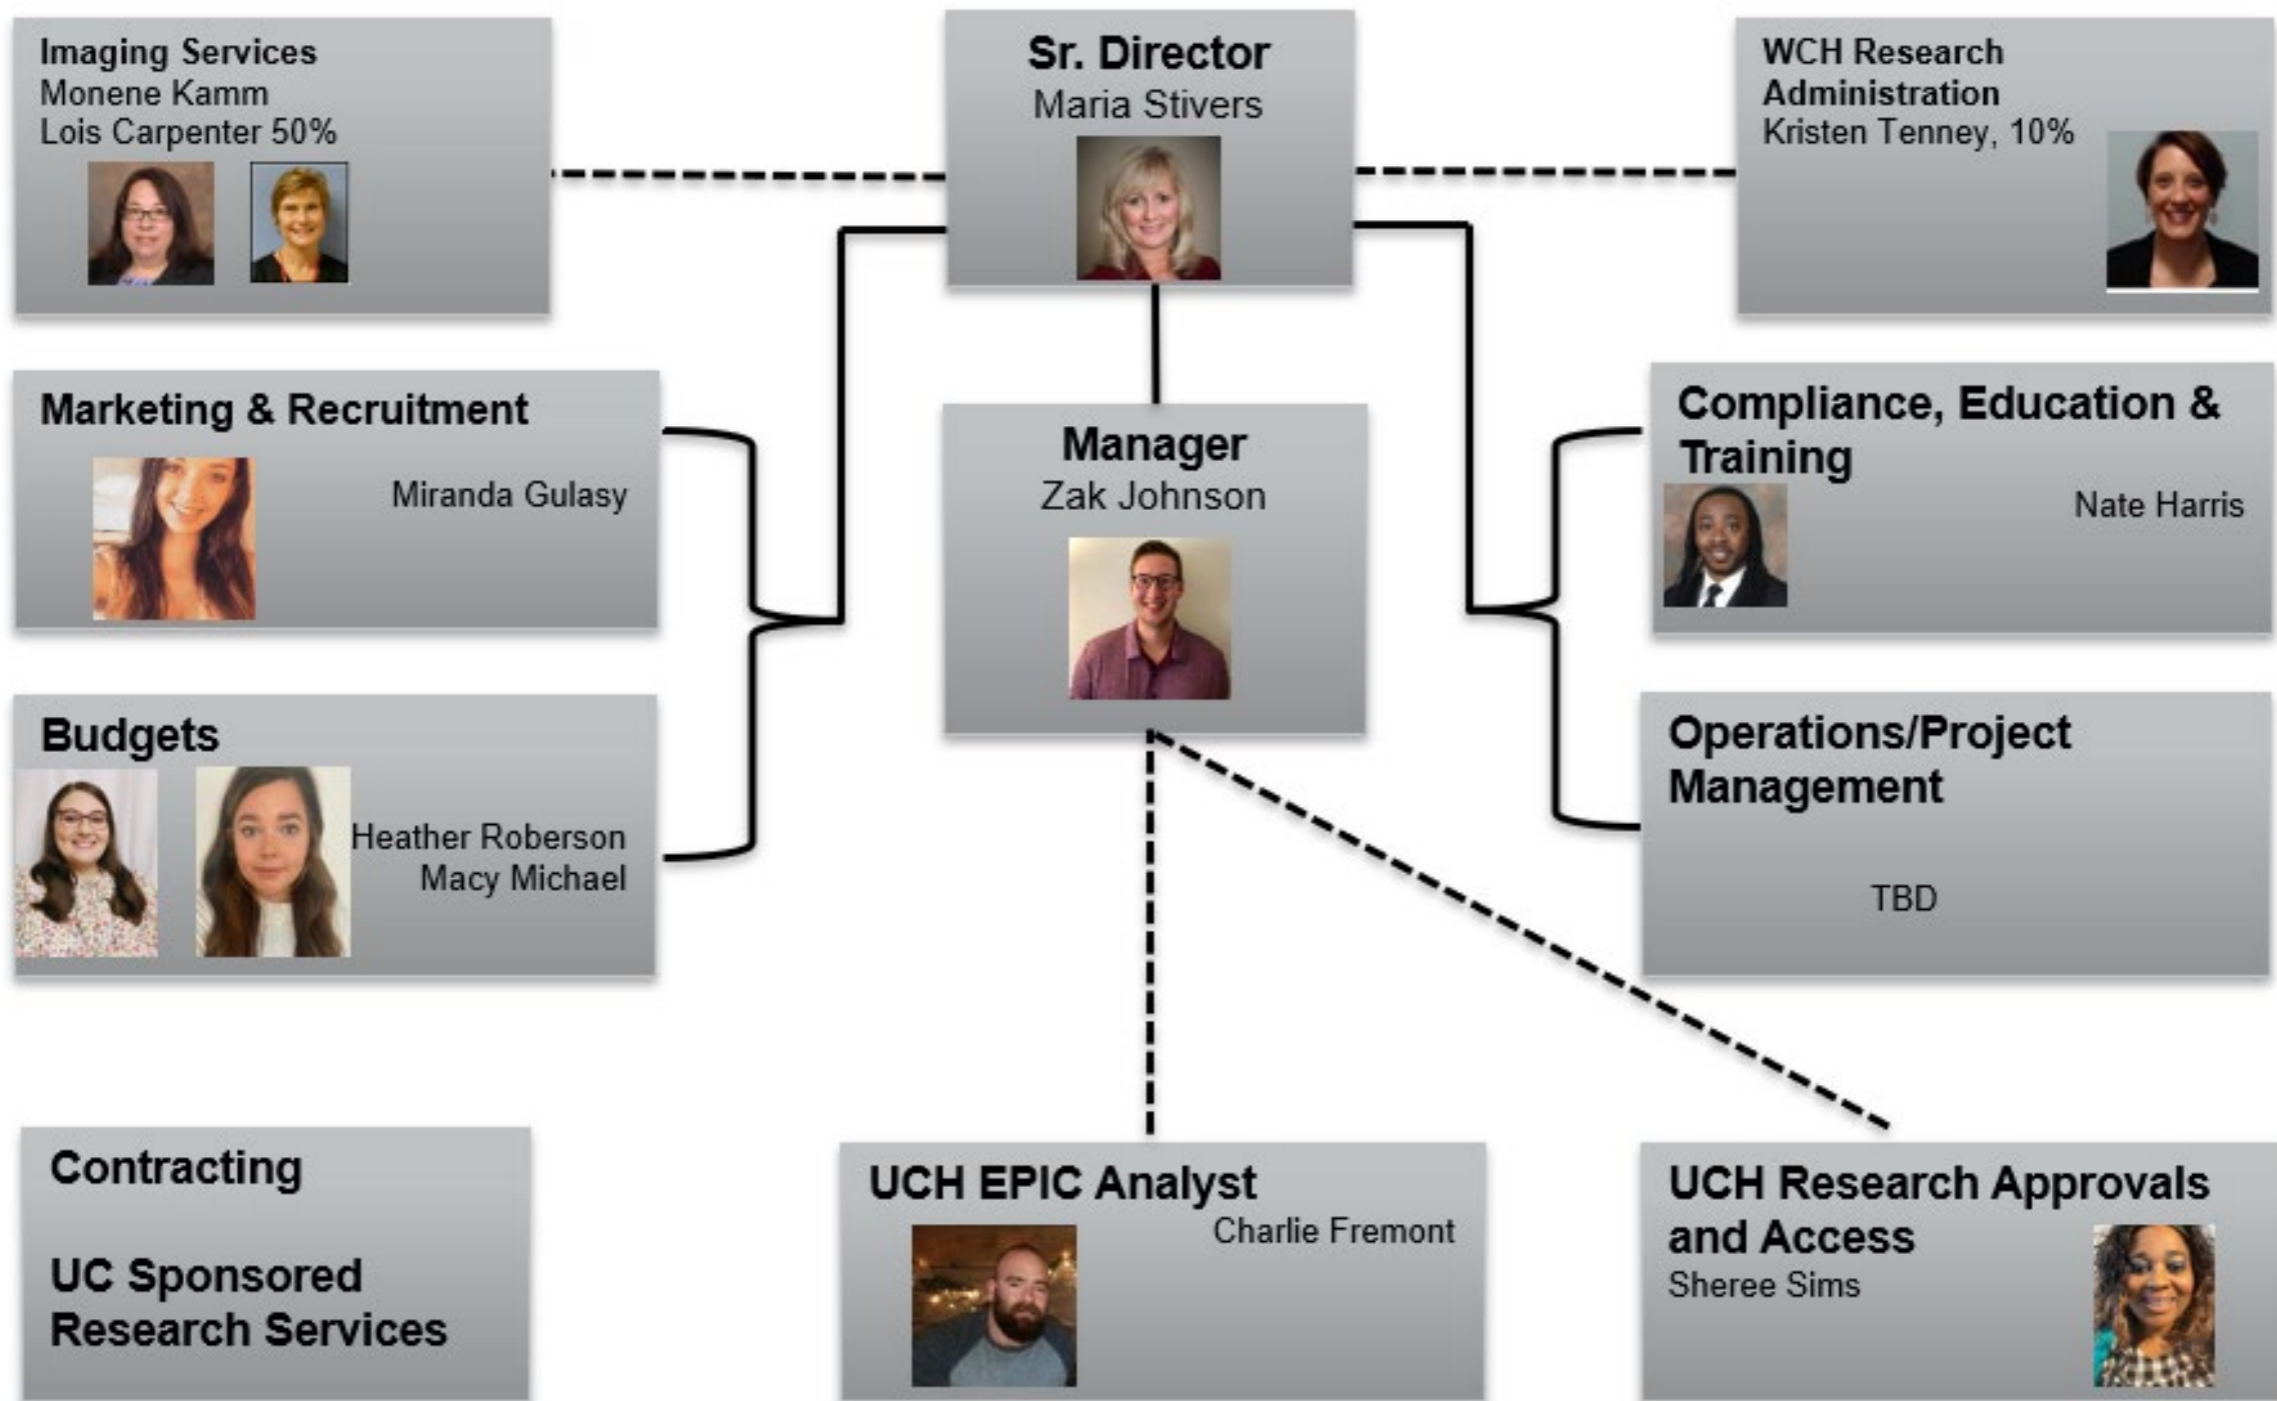 Imaging Services
Monene Kamm
Lois Carpenter 50%
Sr. Director
Maria Stivers
WCH Research
Administration
Kristen Tenney, 10%
Marketing & Recruitment
Miranda Gulasy
Manager
Zak Johnson
Compliance, Education &
Training
Nate Harris
Budgets
Heather Roberson
Macy Michael
Operations/Project
Management
TBD
Contracting
UC Sponsored
Research Services
UCH EPIC Analyst
Charlie Fremont
UCH Research Approvals
and Access
Sheree Sims